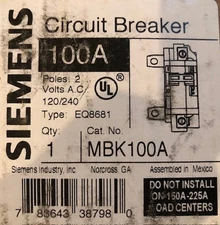 SIEMENS
Circuit Breaker
100A
Poles: 2
Volts A.C.
120/240
Type: EQ8681
UL
Qty. Cat. No.
1 MBK100A
Siemens Industry, Inc. Norcross, GA Assembled in Mexico
DO NOT INSTALL
ON 150A-225A
LOAD CENTERS
7 83643 38798 0